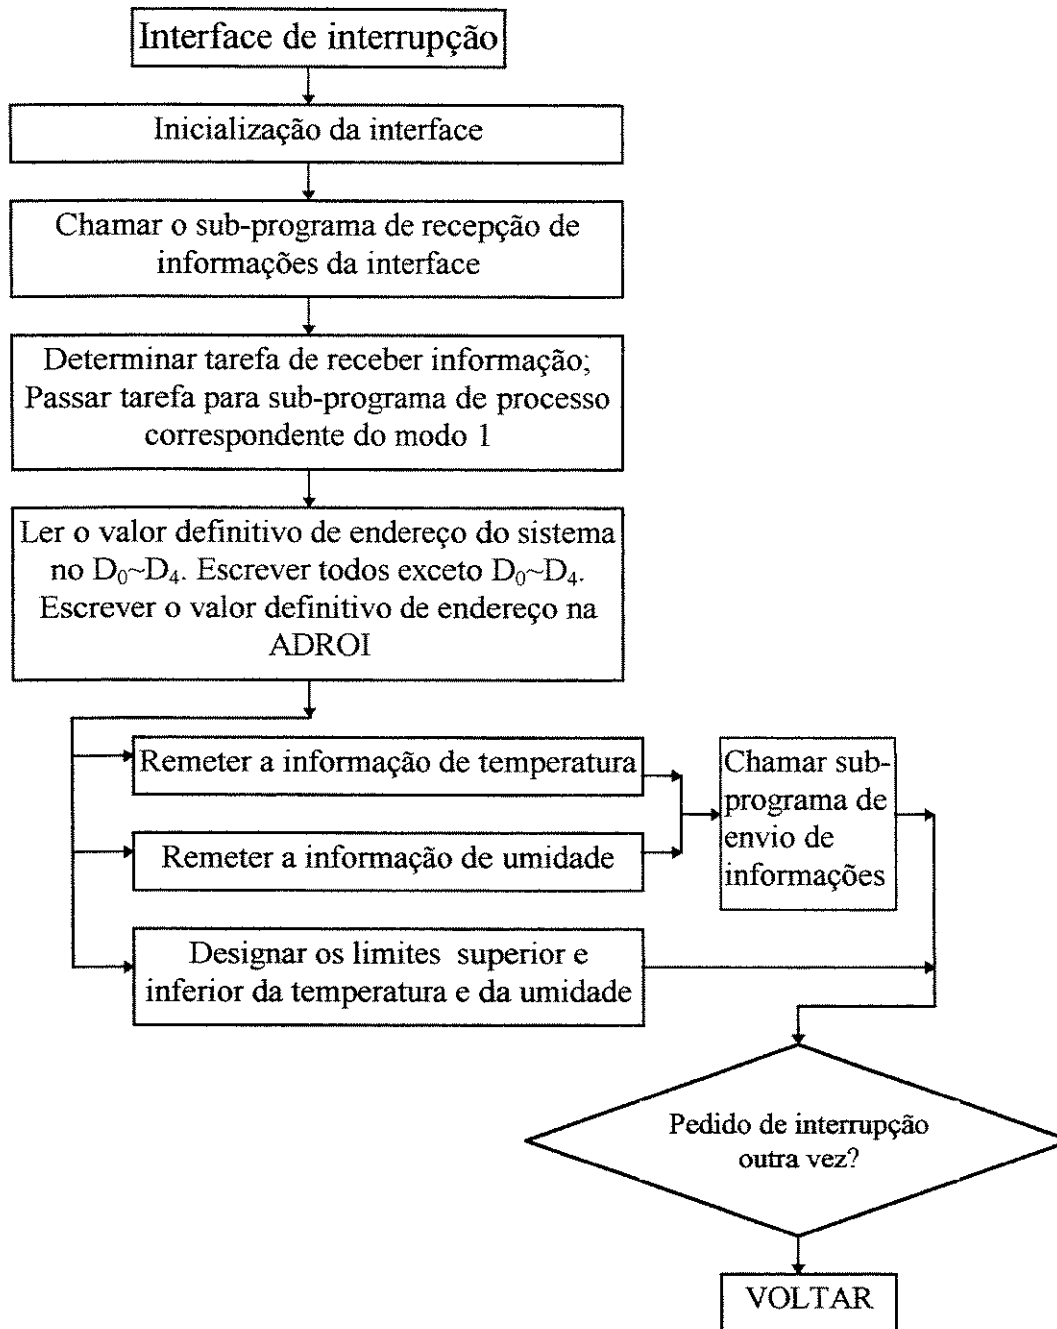 Interface de interrupção
Inicialização da interface
Chamar o sub-programa de recepção de
informações da interface
Determinar tarefa de receber informação;
Passar tarefa para sub-programa de processo
correspondente do modo 1
Ler o valor definitivo de endereço do sistema
no D₀~D₄. Escrever todos exceto D₀~D₄.
Escrever o valor definitivo de endereço na
ADROI
Remeter a informação de temperatura
Remeter a informação de umidade
Chamar sub-
programa de
envio de
informações
Designar os limites superior e
inferior da temperatura e da umidade
Pedido de interrupção
outra vez?
VOLTAR